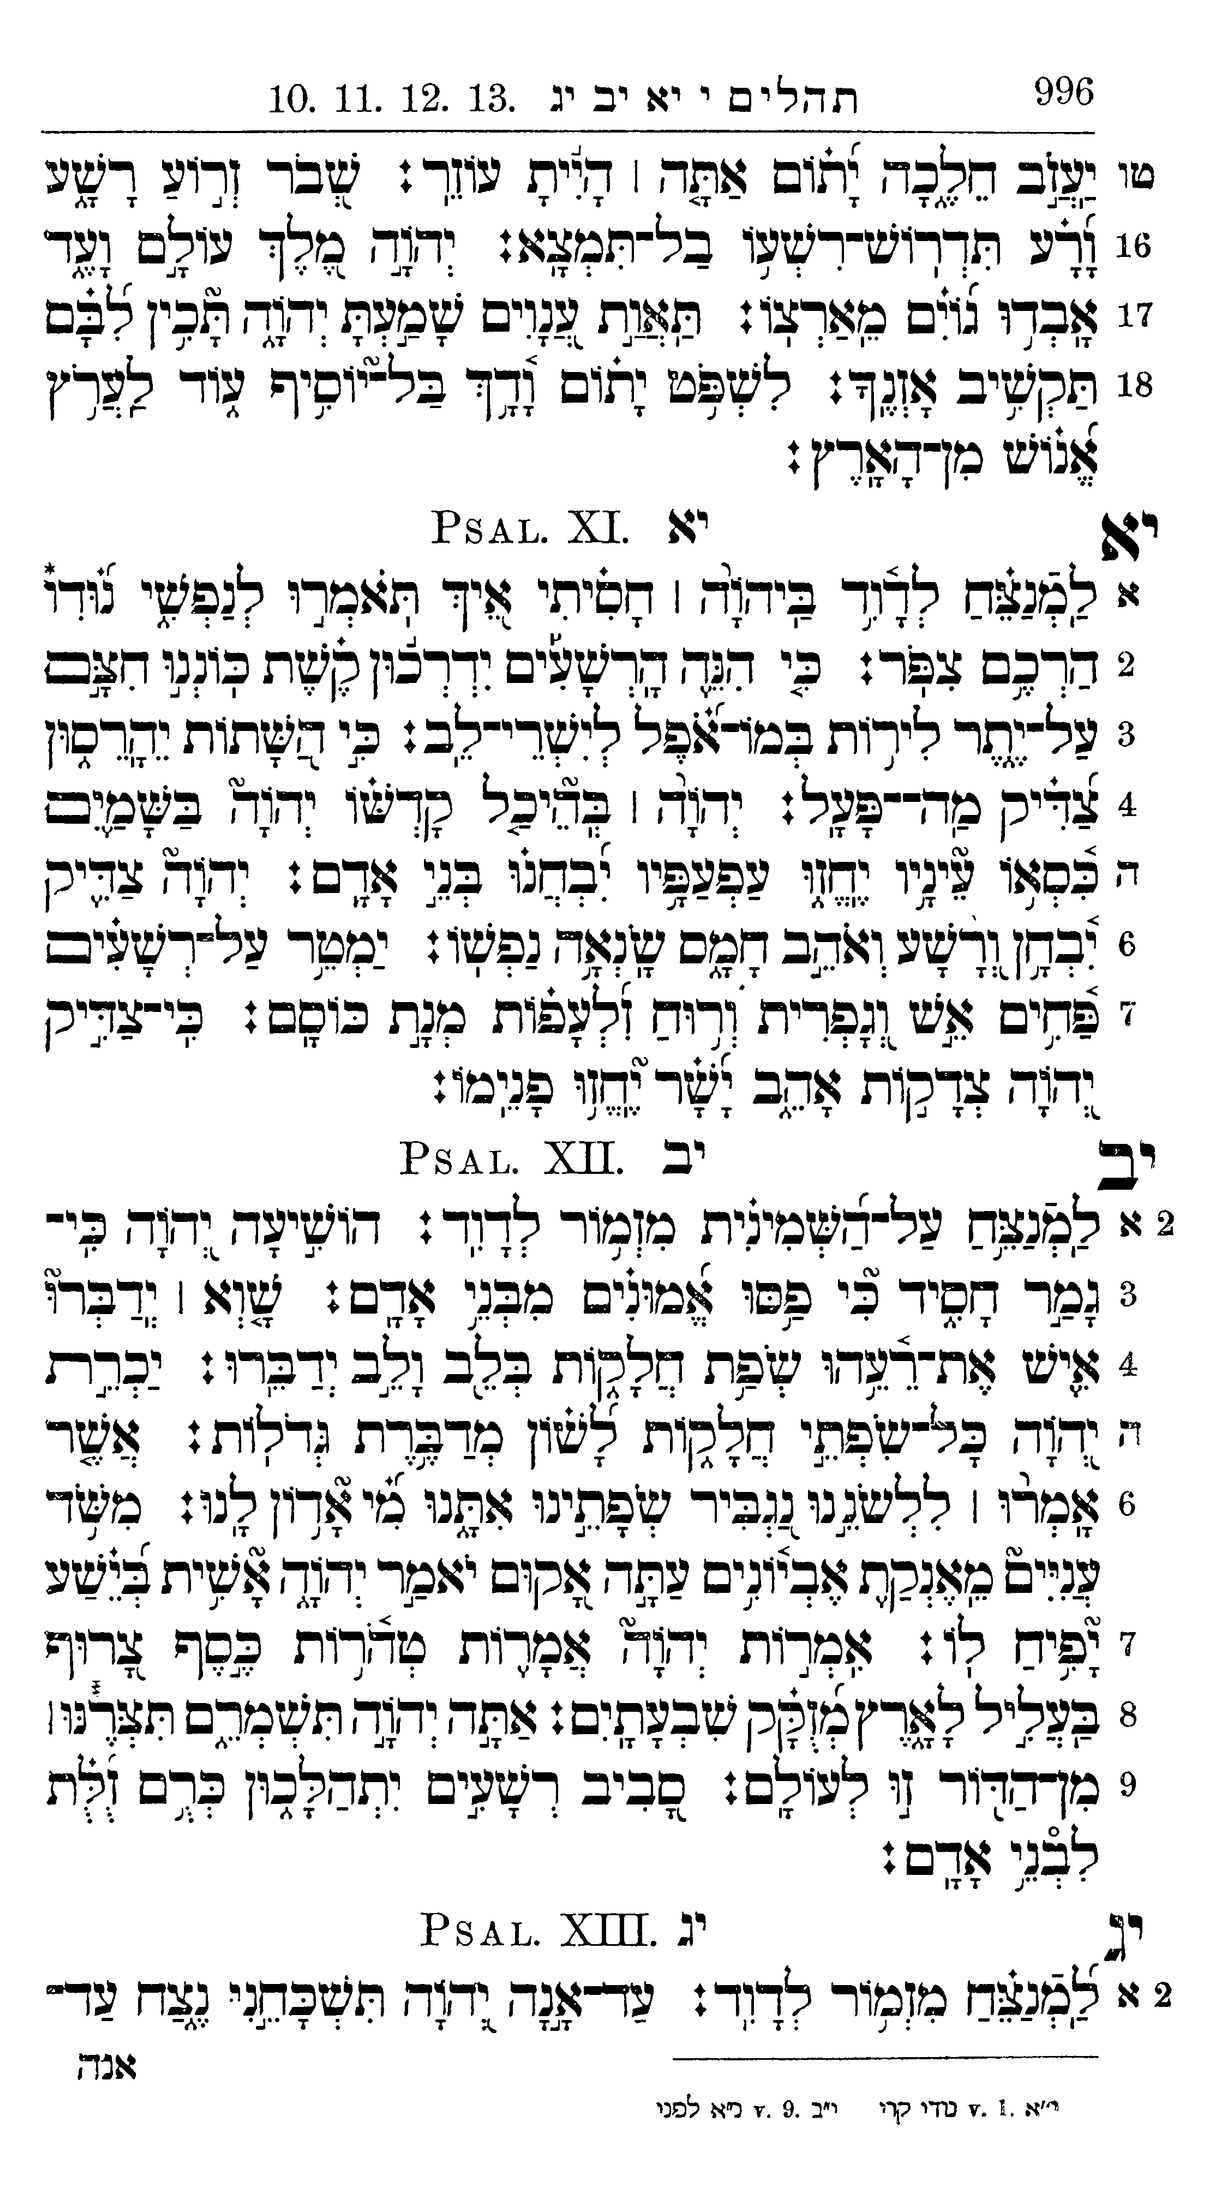 996 תהלים י יא יב יג 10. 11. 12. 13.
טו יַעֲזֹב חֵלֶכָה יָתוֹם אַתָּה ׀ הָיִיתָ עוֹזֵר׃ שְׁבֹר זְרוֹעַ רָשָׁע
16 וָרָע תִּדְרוֹשׁ־רִשְׁעוֹ בַל־תִּמְצָא׃ יְהוָֹה מֶלֶךְ עוֹלָם וָעֶד
17 אָבְדוּ גוֹיִם מֵאַרְצוֹ׃ תַּאֲוַת עֲנָוִים שָׁמַעְתָּ יְהוָֹה תָּכִין לִבָּם
18 תַּקְשִׁיב אָזְנֶךָ׃ לִשְׁפֹּט יָתוֹם וָדָךְ בַּל־יוֹסִיף עוֹד לַעֲרֹץ
אֱנוֹשׁ מִן־הָאָרֶץ׃
יא PSAL. XI. יא
א לַמְנַצֵּחַ לְדָוִד בַּיהוָֹה ׀ חָסִיתִי אֵיךְ תֹּאמְרוּ לְנַפְשִׁי נוּדִוֹ*
2 הַרְכֶם צִפֹּר׃ כִּי הִנֵּה הָרְשָׁעִים יִדְרְכוּן קֶשֶׁת כּוֹנְנוּ חִצָּם
3 עַל־יֶתֶר לִירוֹת בְּמוֹ־אֹפֶל לְיִשְׁרֵי־לֵב׃ כִּי הַשָּׁתוֹת יֵהָרֵסוּן
4 צַדִּיק מַה־פָּעָל׃ יְהוָֹה ׀ בְּהֵיכַל קָדְשׁוֹ יְהוָֹה בַּשָּׁמַיִם
ה כִּסְאוֹ עֵינָיו יֶחֱזוּ עַפְעַפָּיו יִבְחֲנוּ בְּנֵי אָדָם׃ יְהוָֹה צַדִּיק
6 יִבְחָן וְרָשָׁע וְאֹהֵב חָמָס שָׂנְאָה נַפְשׁוֹ׃ יַמְטֵר עַל־רְשָׁעִים
7 פַּחִים אֵשׁ וְגָפְרִית וְרוּחַ זִלְעָפוֹת מְנָת כּוֹסָם׃ כִּי־צַדִּיק
יְהוָֹה צְדָקוֹת אָהֵב יָשָׁר יֶחֱזוּ פָנֵימוֹ׃
יב PSAL. XII. יב
2 א לַמְנַצֵּחַ עַל־הַשְּׁמִינִית מִזְמוֹר לְדָוִד׃ הוֹשִׁיעָה יְהוָֹה כִּי־
3 גָמַר חָסִיד כִּי פַסּוּ אֱמוּנִים מִבְּנֵי אָדָם׃ שָׁוְא ׀ יְדַבְּרוּ
4 אִישׁ אֶת־רֵעֵהוּ שְׂפַת חֲלָקוֹת בְּלֵב וָלֵב יְדַבֵּרוּ׃ יַכְרֵת
ה יְהוָֹה כָּל־שִׂפְתֵי חֲלָקוֹת לָשׁוֹן מְדַבֶּרֶת גְּדֹלוֹת׃ אֲשֶׁר
6 אָמְרוּ ׀ לִלְשֹׁנֵנוּ נַגְבִּיר שְׂפָתֵינוּ אִתָּנוּ מִי אָדוֹן לָנוּ׃ מִשֹּׁד
עֲנִיִּים מֵאֶנְקַת אֶבְיוֹנִים עַתָּה אָקוּם יֹאמַר יְהוָֹה אָשִׁית בְּיֵשַׁע
7 יָפִיחַ לוֹ׃ אִמְרוֹת יְהוָֹה אֲמָרוֹת טְהֹרוֹת כֶּסֶף צָרוּף
8 בַּעֲלִיל לָאָרֶץ מְזֻקָּק שִׁבְעָתָיִם׃ אַתָּה יְהוָֹה תִּשְׁמְרֵם תִּצְּרֶנּוּ ׀
9 מִן־הַדּוֹר זוּ לְעוֹלָם׃ סָבִיב רְשָׁעִים יִתְהַלָּכוּן כְּרֻם זֻלֻּת
לִבְנֵי אָדָם׃
יג PSAL. XIII. יג
2 א לַמְנַצֵּחַ מִזְמוֹר לְדָוִד׃ עַד־אָנָה יְהוָֹה תִּשְׁכָּחֵנִי נֶצַח עַד־
אנה
י״א v. 1. נודי קרי י״ב v. 9. מ״א לפני